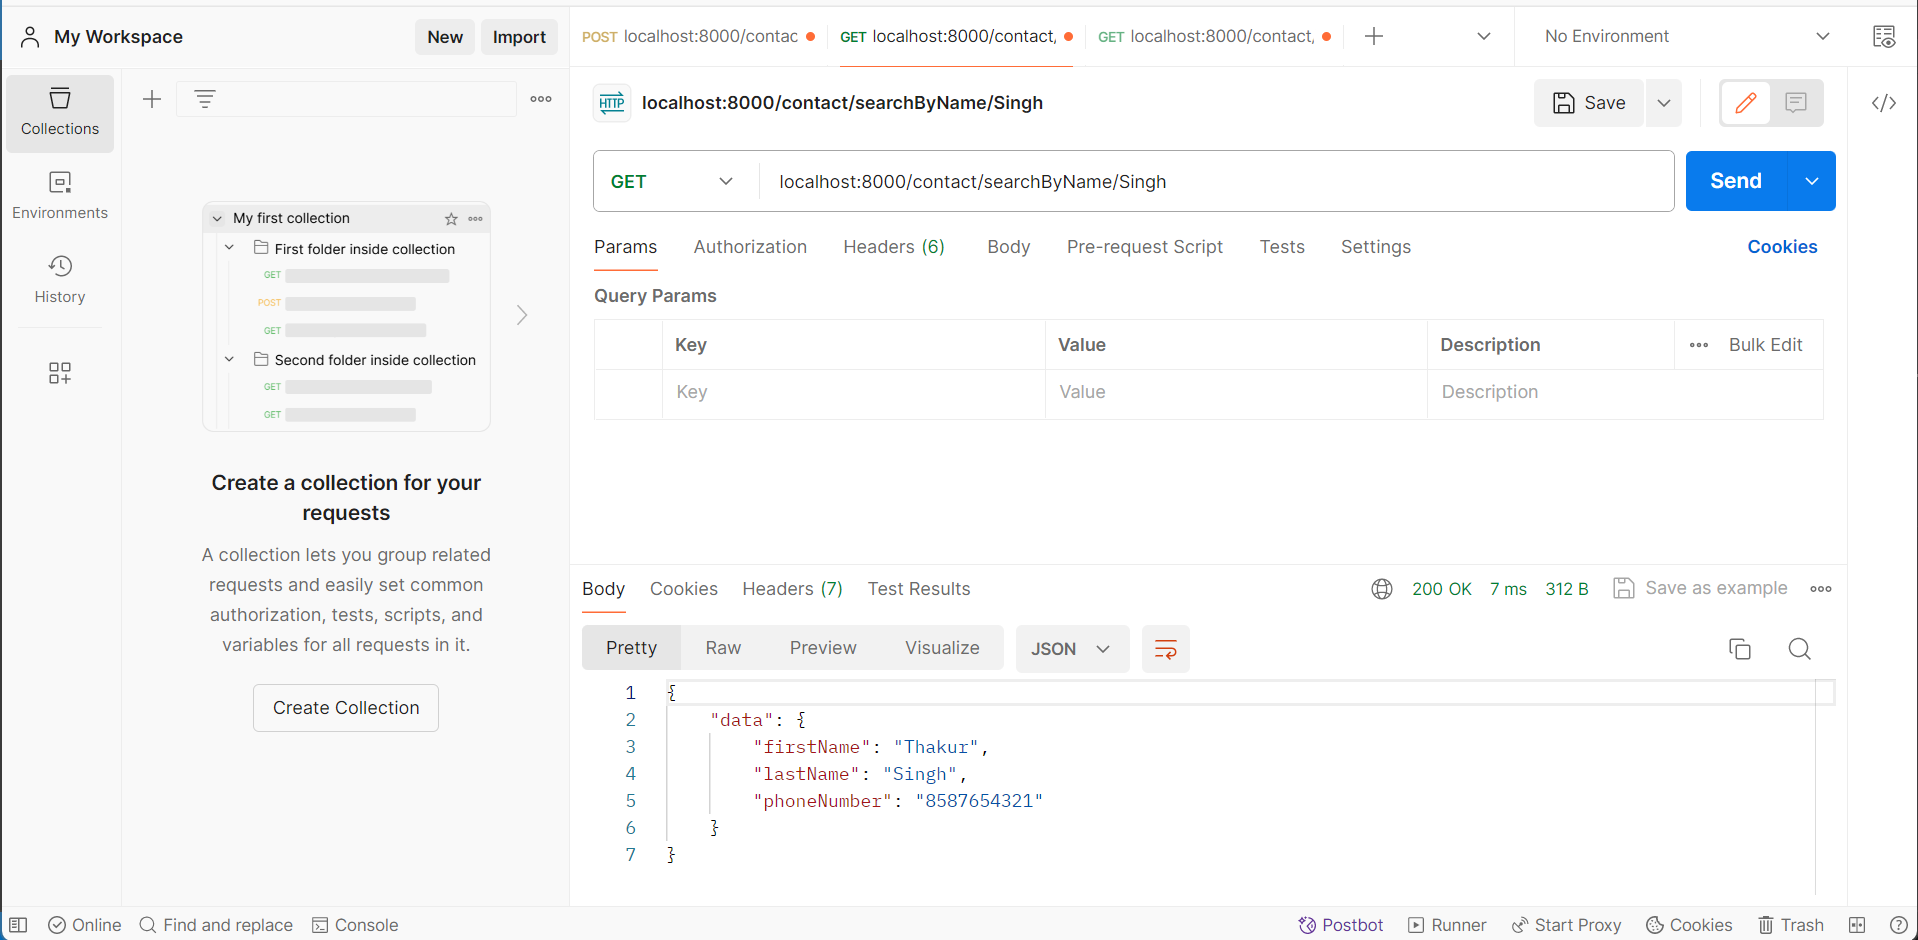 My Workspace
New
Import
POST localhost:8000/contac
GET localhost:8000/contact,
GET localhost:8000/contact,
No Environment
Collections
Environments
History
My first collection
First folder inside collection
GET
POST
GET
Second folder inside collection
GET
GET
Create a collection for your
requests
A collection lets you group related
requests and easily set common
authorization, tests, scripts, and
variables for all requests in it.
Create Collection
HTTP
localhost:8000/contact/searchByName/Singh
Save
</>
GET
localhost:8000/contact/searchByName/Singh
Send
Params
Authorization
Headers (6)
Body
Pre-request Script
Tests
Settings
Cookies
Query Params
Key
Value
Description
Bulk Edit
Key
Value
Description
Body
Cookies
Headers (7)
Test Results
200 OK
7 ms
312 B
Save as example
Pretty
Raw
Preview
Visualize
JSON
1 {
2 "data": {
3 "firstName": "Thakur",
4 "lastName": "Singh",
5 "phoneNumber": "8587654321"
6 }
7 }
Online
Find and replace
Console
Postbot
Runner
Start Proxy
Cookies
Trash